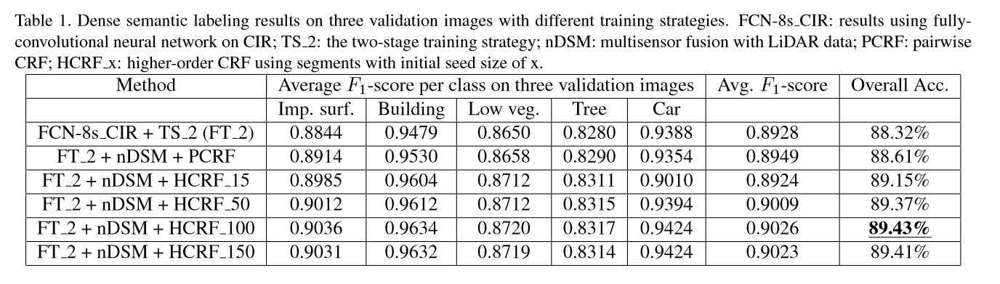 Table 1. Dense semantic labeling results on three validation images with different training strategies. FCN-8s_CIR: results using fully-
convolutional neural network on CIR; TS_2: the two-stage training strategy; nDSM: multisensor fusion with LiDAR data; PCRF: pairwise
CRF; HCRF_x: higher-order CRF using segments with initial seed size of x.
Method Average F1-score per class on three validation images Avg. F1-score Overall Acc.
Imp. surf. Building Low veg. Tree Car
FCN-8s_CIR + TS_2 (FT_2) 0.8844 0.9479 0.8650 0.8280 0.9388 0.8928 88.32%
FT_2 + nDSM + PCRF 0.8914 0.9530 0.8658 0.8290 0.9354 0.8949 88.61%
FT_2 + nDSM + HCRF_15 0.8985 0.9604 0.8712 0.8311 0.9010 0.8924 89.15%
FT_2 + nDSM + HCRF_50 0.9012 0.9612 0.8712 0.8315 0.9394 0.9009 89.37%
FT_2 + nDSM + HCRF_100 0.9036 0.9634 0.8720 0.8317 0.9424 0.9026 89.43%
FT_2 + nDSM + HCRF_150 0.9031 0.9632 0.8719 0.8314 0.9424 0.9023 89.41%